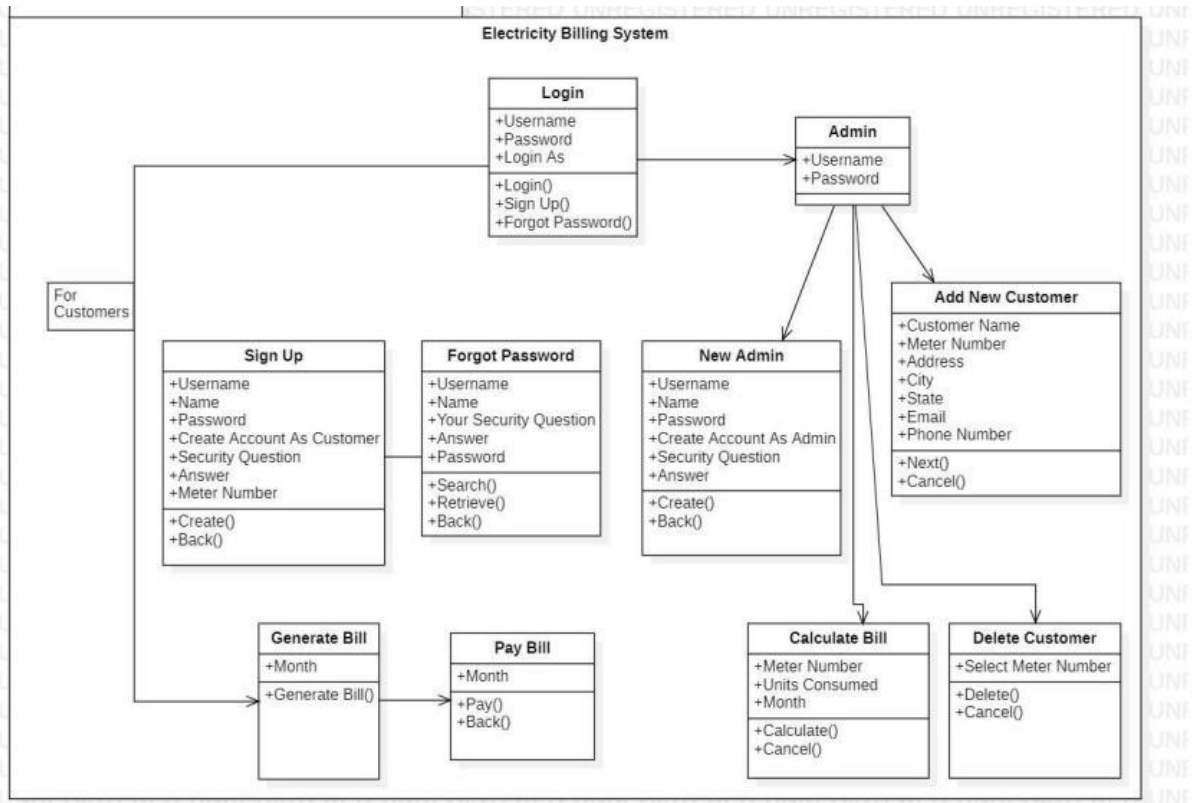 UNREGISTERED UNREGISTERED UNREGISTERED
Electricity Billing System
Login
+Username
+Password
+Login As
+Login()
+Sign Up()
+Forgot Password()
Admin
+Username
+Password
For
Customers
Add New Customer
+Customer Name
+Meter Number
+Address
+City
+State
+Email
+Phone Number
+Next()
+Cancel()
Sign Up
+Username
+Name
+Password
+Create Account As Customer
+Security Question
+Answer
+Meter Number
+Create()
+Back()
Forgot Password
+Username
+Name
+Your Security Question
+Answer
+Password
+Search()
+Retrieve()
+Back()
New Admin
+Username
+Name
+Password
+Create Account As Admin
+Security Question
+Answer
+Create()
+Back()
Generate Bill
+Month
+Generate Bill()
Pay Bill
+Month
+Pay()
+Back()
Calculate Bill
+Meter Number
+Units Consumed
+Month
+Calculate()
+Cancel()
Delete Customer
+Select Meter Number
+Delete()
+Cancel()